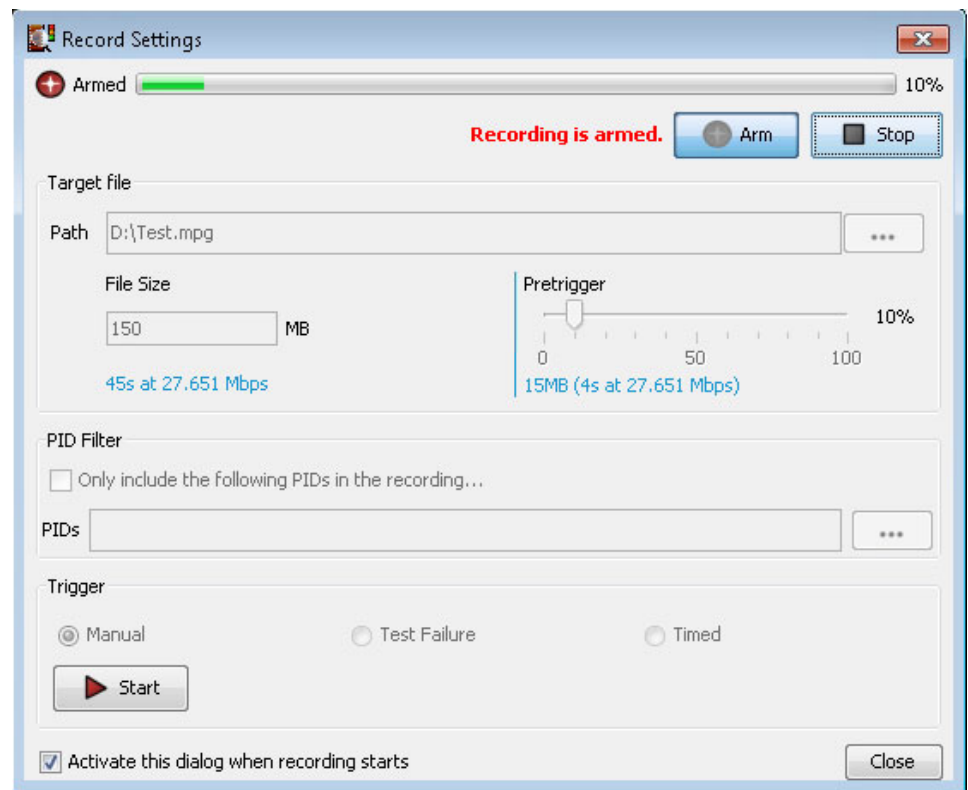 Record Settings
Armed 10%
Recording is armed. Arm Stop
Target file
Path D:\Test.mpg ...
File Size Pretrigger
150 MB 10%
0 50 100
45s at 27.651 Mbps 15MB (4s at 27.651 Mbps)
PID Filter
Only include the following PIDs in the recording...
PIDs ...
Trigger
Manual Test Failure Timed
Start
Activate this dialog when recording starts Close